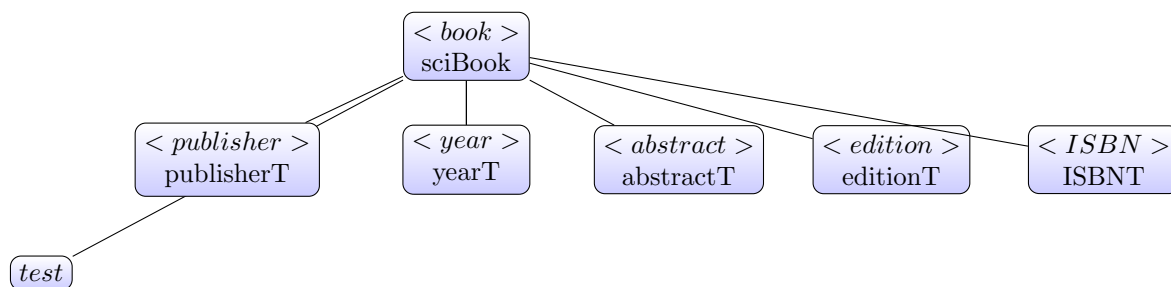 < book >
sciBook
< publisher >
publisherT
< year >
yearT
< abstract >
abstractT
< edition >
editionT
< ISBN >
ISBNT
test